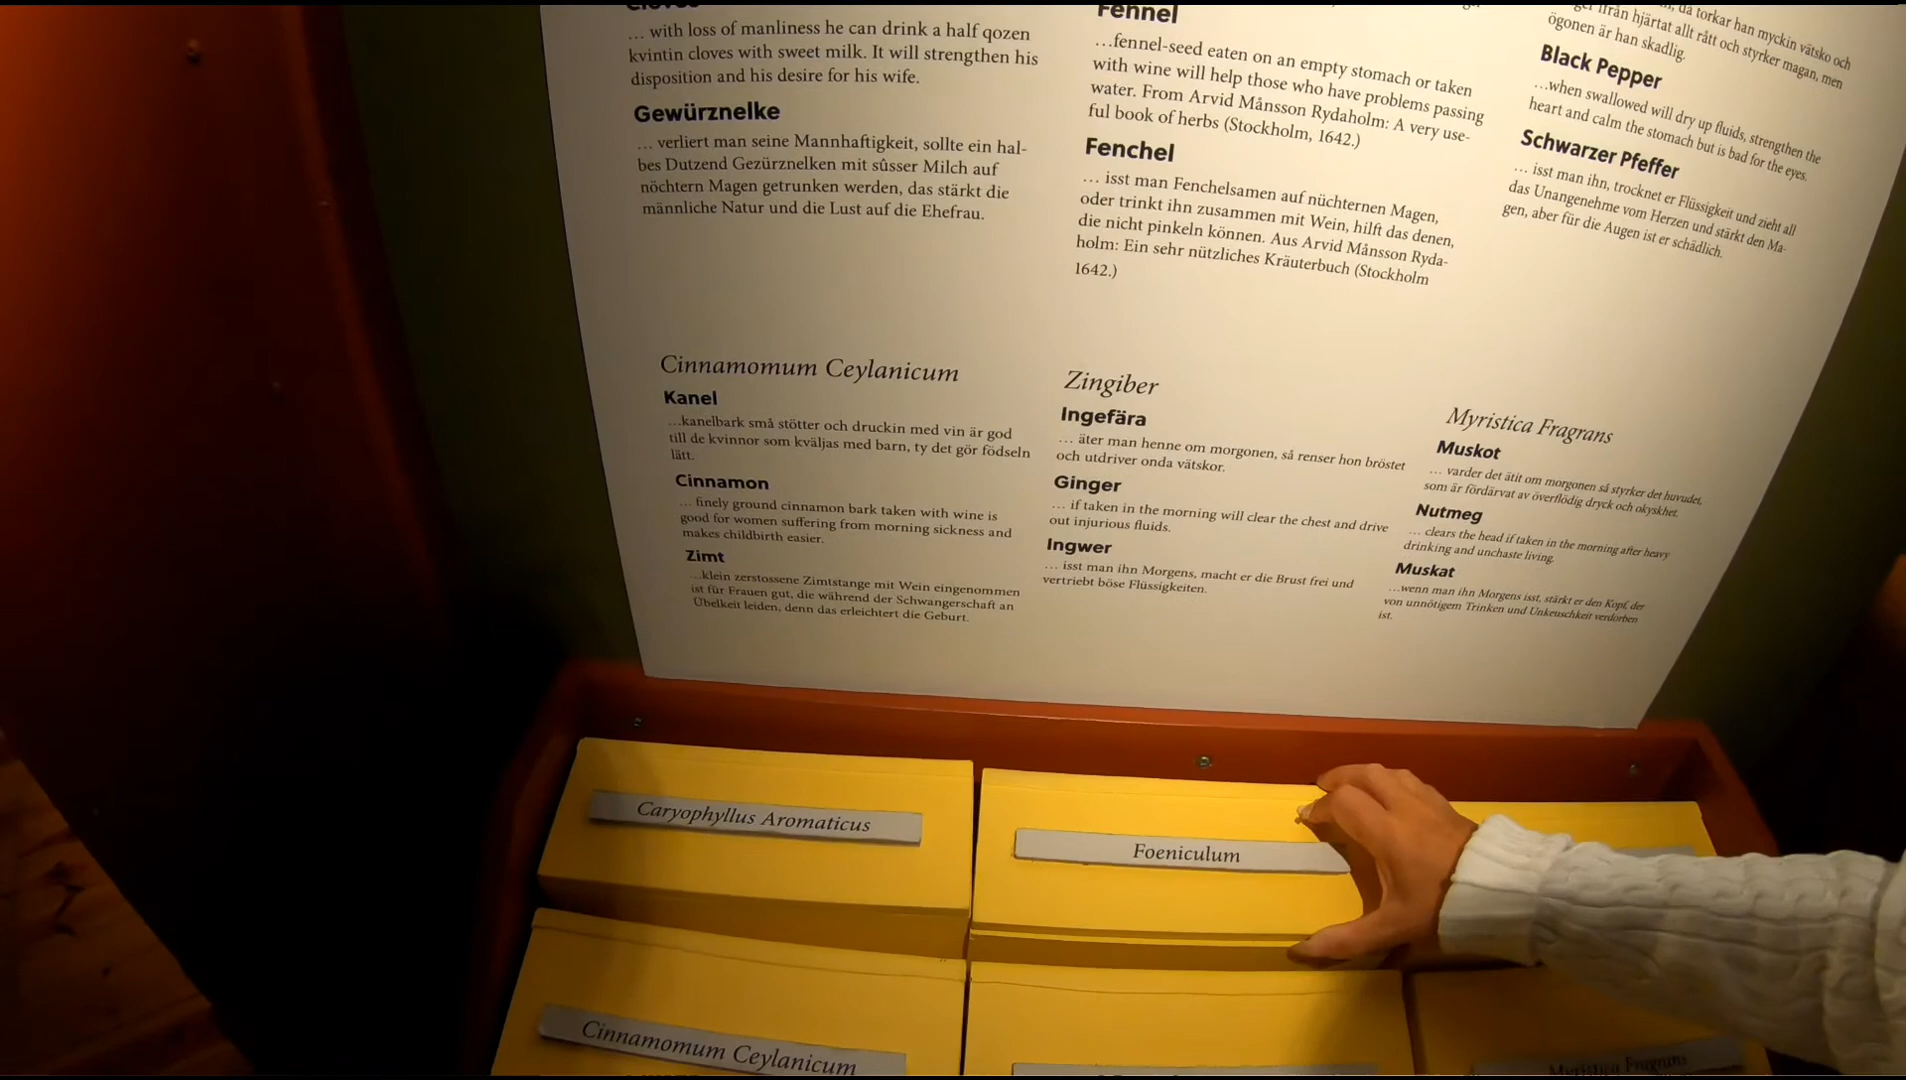 Cloves
... with loss of manliness he can drink a half qozen
kvintin cloves with sweet milk. It will strengthen his
disposition and his desire for his wife.
Gewürznelke
... verliert man seine Mannhaftigkeit, sollte ein hal-
bes Dutzend Gezürznelken mit sûsser Milch auf
nöchtern Magen getrunken werden, das stärkt die
männliche Natur und die Lust auf die Ehefrau.
Fennel
...fennel-seed eaten on an empty stomach or taken
with wine will help those who have problems passing
water. From Arvid Månsson Rydaholm: A very use-
ful book of herbs (Stockholm, 1642.)
Fenchel
... isst man Fenchelsamen auf nüchternen Magen,
oder trinkt ihn zusammen mit Wein, hilft das denen,
die nicht pinkeln können. Aus Arvid Månsson Ryda-
holm: Ein sehr nützliches Kräuterbuch (Stockholm
1642.)
då torkar han myckin vätsko och
ifrån hjärtat allt rått och styrker magan, men
ögonen är han skadlig.
Black Pepper
...when swallowed will dry up fluids, strengthen the
heart and calm the stomach but is bad for the eyes.
Schwarzer Pfeffer
... isst man ihn, trocknet er Flüssigkeit und zieht all
das Unangenehme vom Herzen und stärkt den Ma-
gen, aber für die Augen ist er schädlich.
Cinnamomum Ceylanicum
Kanel
...kanelbark små stötter och druckin med vin är god
till de kvinnor som kväljas med barn, ty det gör födseln
lätt.
Cinnamon
... finely ground cinnamon bark taken with wine is
good for women suffering from morning sickness and
makes childbirth easier.
Zimt
...klein zerstossene Zimtstange mit Wein eingenommen
ist für Frauen gut, die während der Schwangerschaft an
Übelkeit leiden, denn das erleichtert die Geburt.
Zingiber
Ingefära
... äter man henne om morgonen, så renser hon bröstet
och utdriver onda vätskor.
Ginger
... if taken in the morning will clear the chest and drive
out injurious fluids.
Ingwer
... isst man ihn Morgens, macht er die Brust frei und
vertriebt böse Flüssigkeiten.
Myristica Fragrans
Muskot
... varder det ätit om morgonen så styrker det huvudet,
som är fördärvat av överflödig dryck och okyskhet.
Nutmeg
... clears the head if taken in the morning after heavy
drinking and unchaste living.
Muskat
...wenn man ihn Morgens isst, stärkt er den Kopf, der
von unnötigem Trinken und Unkeuschkeit verdorben
ist.
Caryophyllus Aromaticus
Foeniculum
Cinnamomum Ceylanicum
Myristica Fragrans